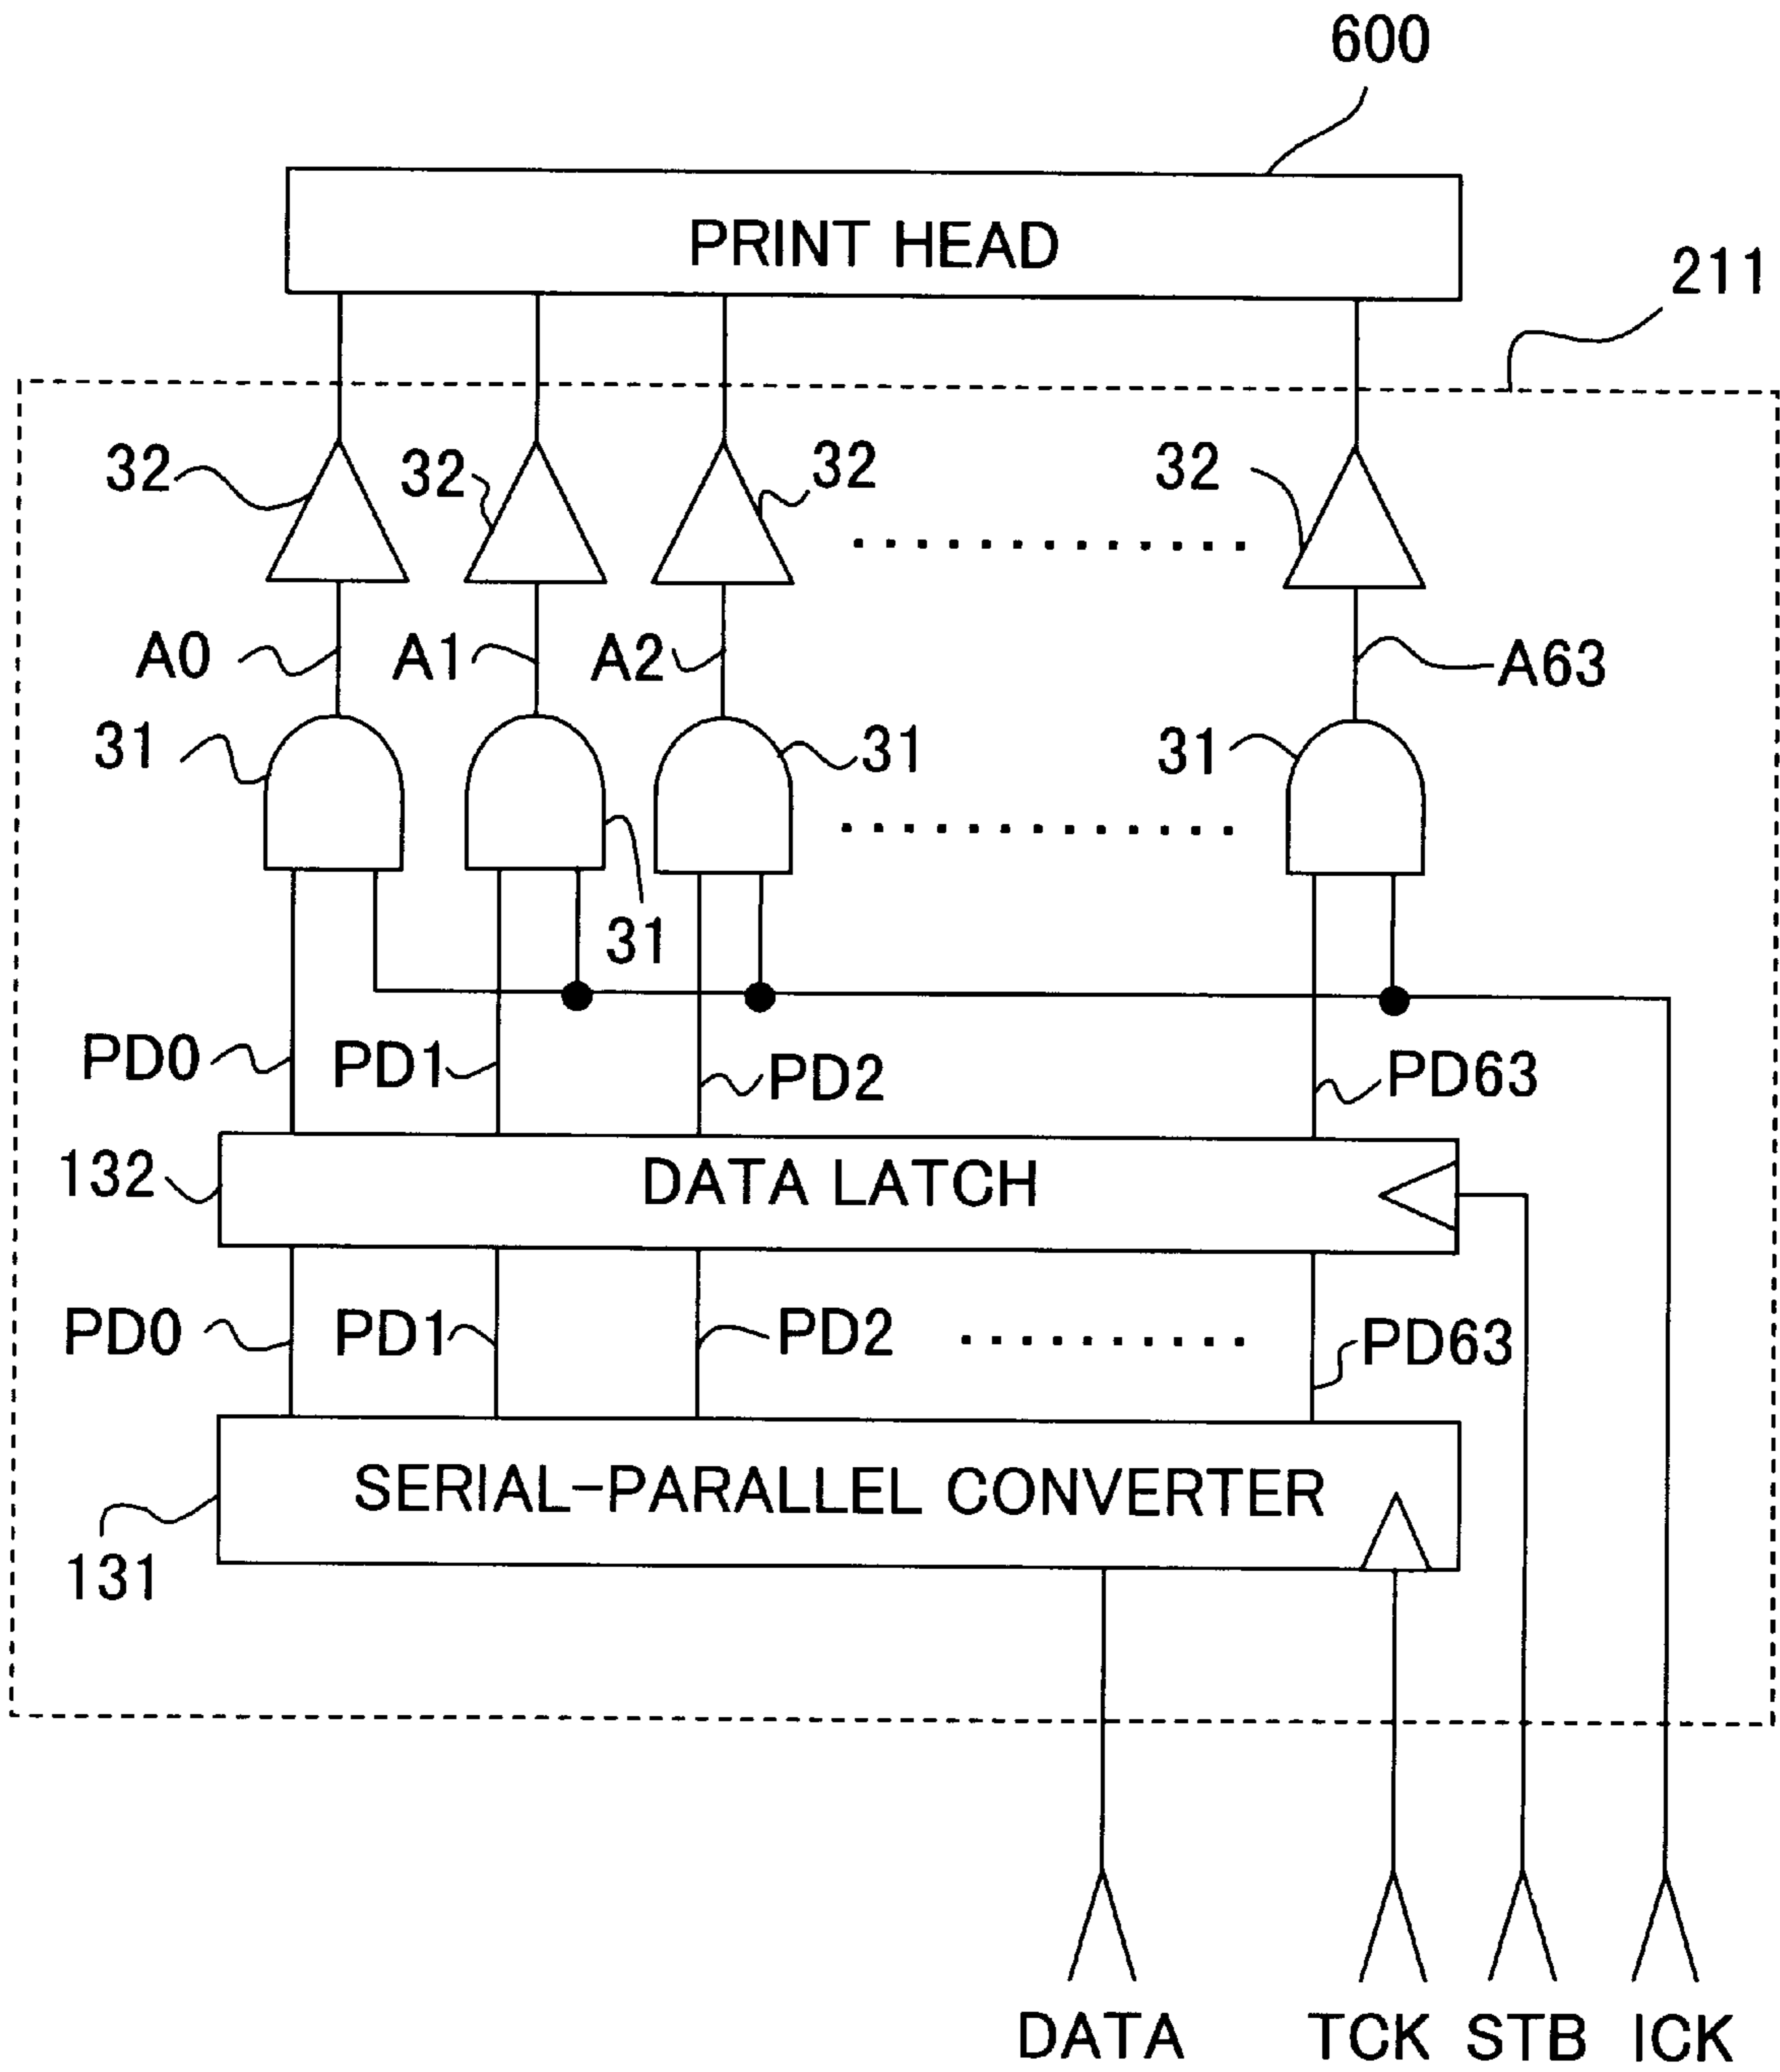 600
PRINT HEAD
211
32 32 32 32
A0 A1 A2 A63
31 31 31
31
PD0 PD1 PD2 PD63
132 DATA LATCH
PD0 PD1 PD2 PD63
SERIAL-PARALLEL CONVERTER
131
DATA TCK STB ICK